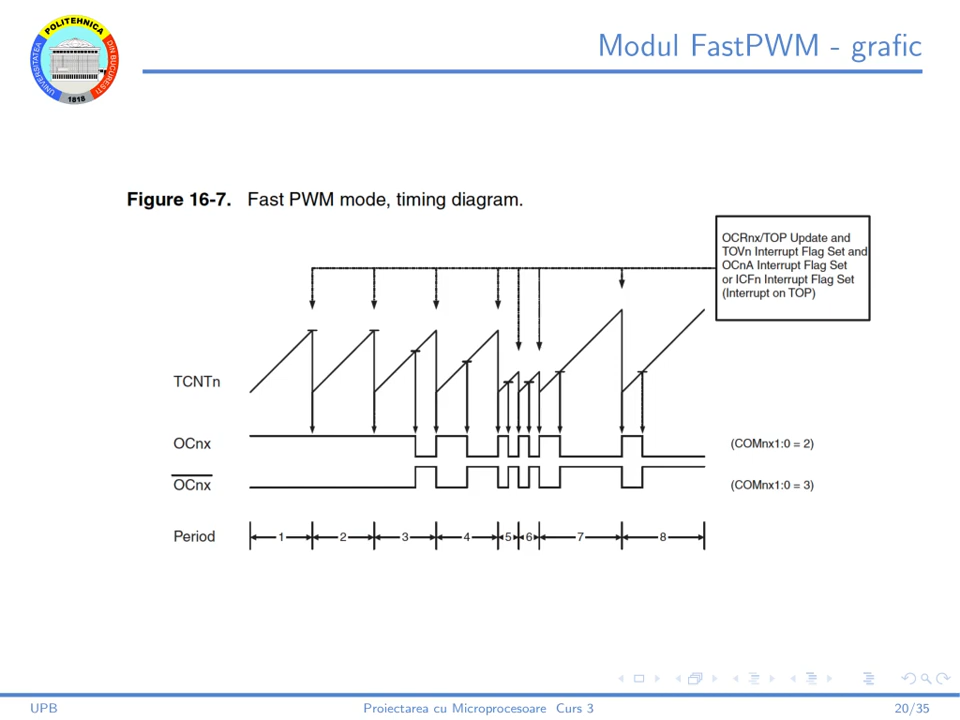 POLITEHNICA
UNIVERSITATEA
DIN BUCURESTI
1818
Modul FastPWM - grafic
Figure 16-7. Fast PWM mode, timing diagram.
OCRnx/TOP Update and
TOVn Interrupt Flag Set and
OCnA Interrupt Flag Set
or ICFn Interrupt Flag Set
(Interrupt on TOP)
TCNTn
OCnx (COMnx1:0 = 2)
OCnx (COMnx1:0 = 3)
Period 1 2 3 4 5 6 7 8
UPB Proiectarea cu Microprocesoare Curs 3 20/35